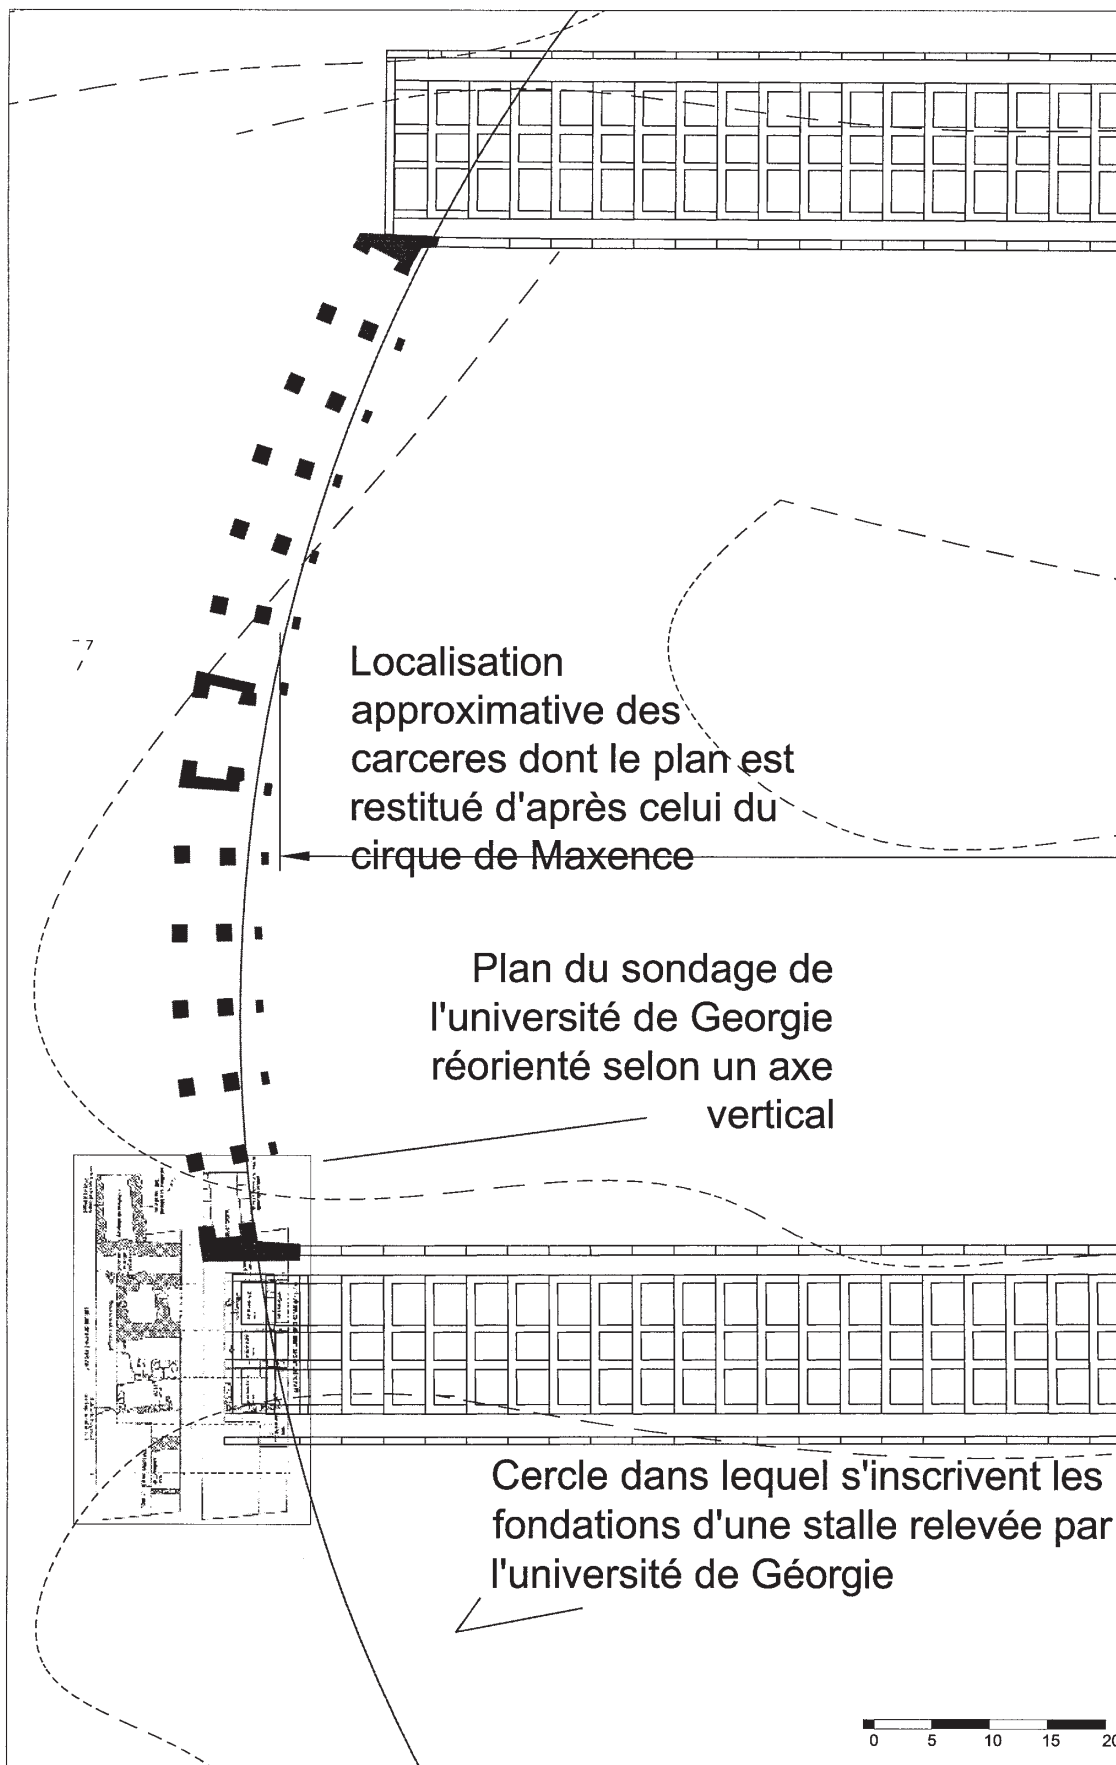 Localisation
approximative des
carceres dont le plan est
restitué d'après celui du
cirque de Maxence
Plan du sondage de
l'université de Georgie
réorienté selon un axe
vertical
Cercle dans lequel s'inscrivent les
fondations d'une stalle relevée par
l'université de Géorgie
0 5 10 15 20